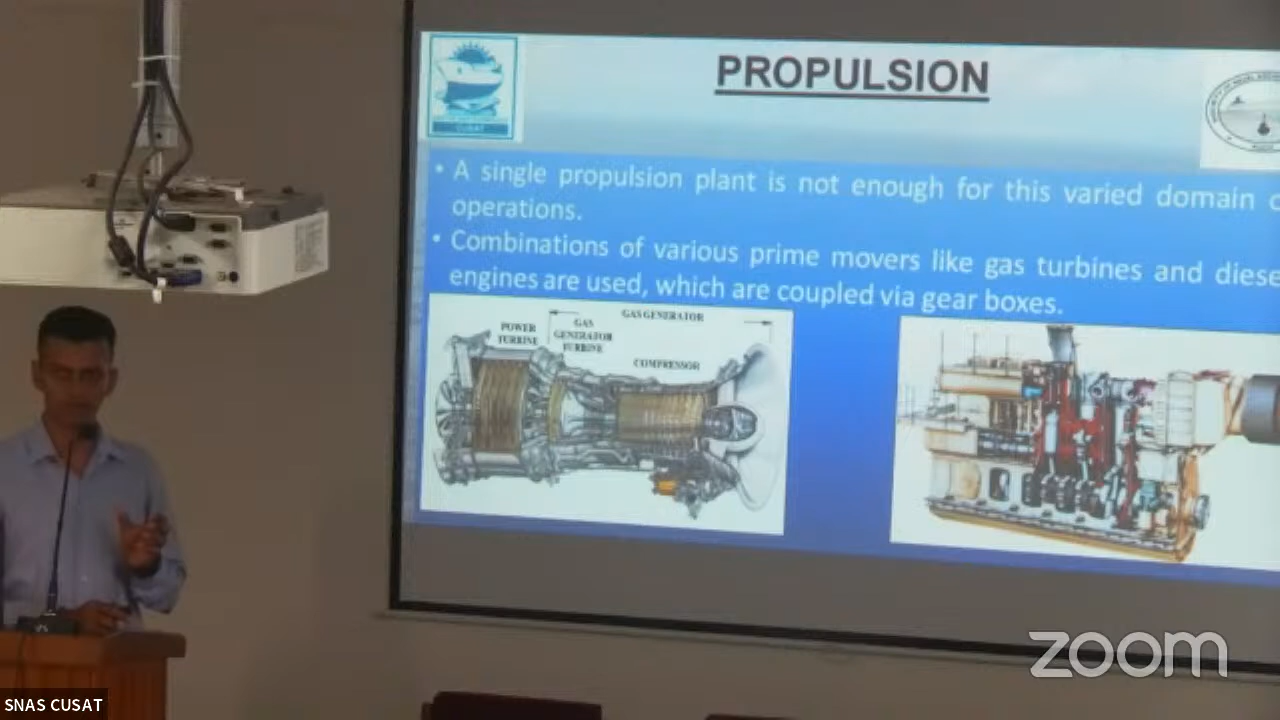 PROPULSION
CUSAT
• A single propulsion plant is not enough for this varied domain
operations.
• Combinations of various prime movers like gas turbines and
engines are used, which are coupled via gear boxes.
GAS GENERATOR
POWER
TURBINE
GAS
GENERATOR
TURBINE
COMPRESSOR
zoom
SNAS CUSAT